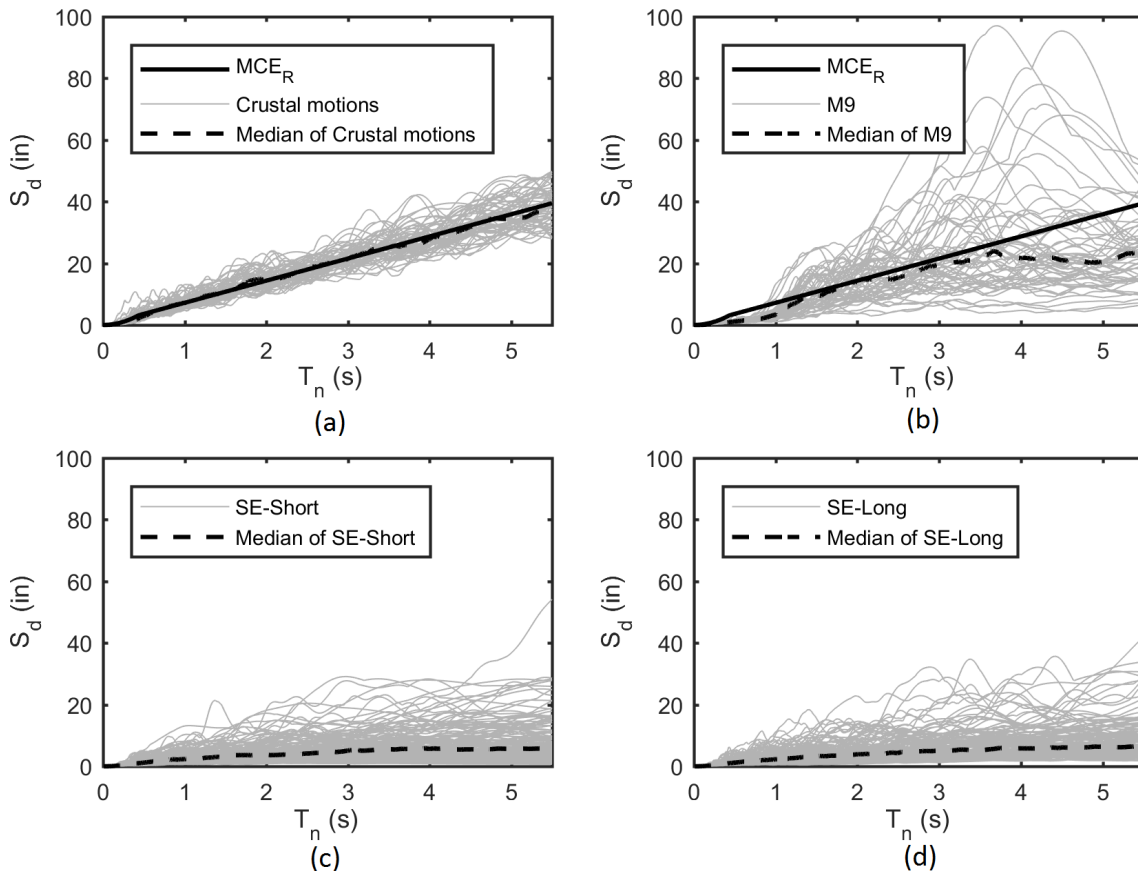 100
80
60
40
20
0
S_d (in)
MCE_R
Crustal motions
Median of Crustal motions
0 1 2 3 4 5
T_n (s)
(a)
100
80
60
40
20
0
S_d (in)
MCE_R
M9
Median of M9
0 1 2 3 4 5
T_n (s)
(b)
100
80
60
40
20
0
S_d (in)
SE-Short
Median of SE-Short
0 1 2 3 4 5
T_n (s)
(c)
100
80
60
40
20
0
S_d (in)
SE-Long
Median of SE-Long
0 1 2 3 4 5
T_n (s)
(d)